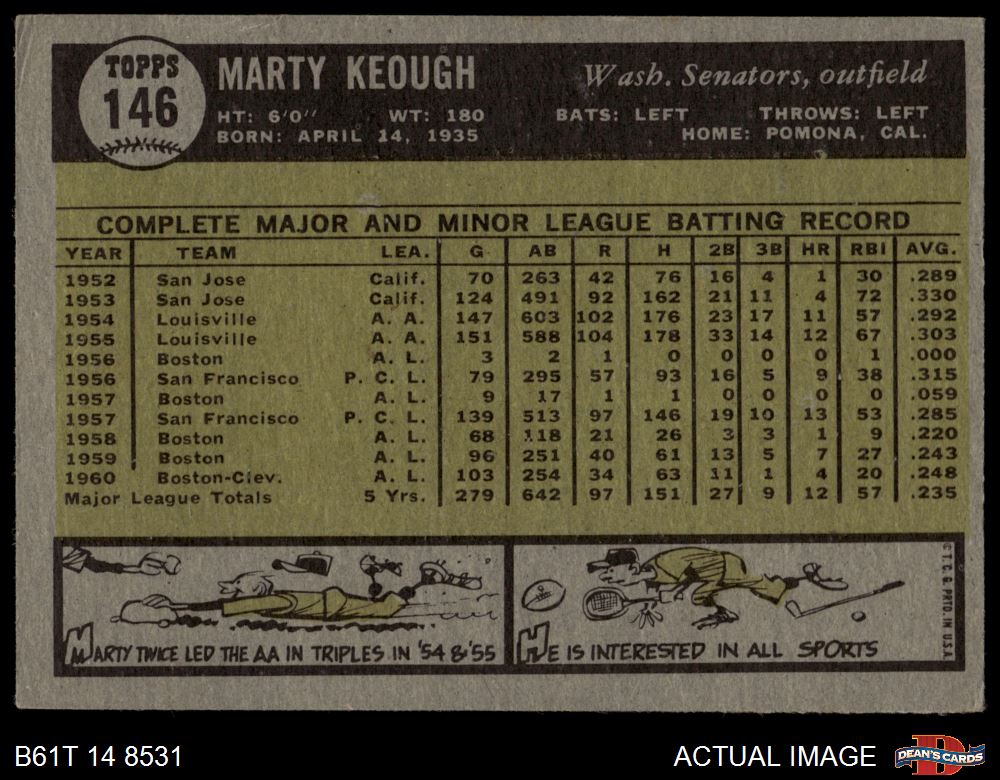 TOPPS
146
MARTY KEOUGH
Wash. Senators, outfield
HT: 6'0" WT: 180 BATS: LEFT THROWS: LEFT
BORN: APRIL 14, 1935 HOME: POMONA, CAL.
COMPLETE MAJOR AND MINOR LEAGUE BATTING RECORD
YEAR TEAM LEA. G AB R H 2B 3B HR RBI AVG.
1952 San Jose Calif. 70 263 42 76 16 4 1 30 .289
1953 San Jose Calif. 124 491 92 162 21 11 4 72 .330
1954 Louisville A. A. 147 603 102 176 23 17 11 57 .292
1955 Louisville A. A. 151 588 104 178 33 14 12 67 .303
1956 Boston A. L. 3 2 1 0 0 0 0 1 .000
1956 San Francisco P. C. L. 79 295 57 93 16 5 9 38 .315
1957 Boston A. L. 9 17 1 1 0 0 0 0 .059
1957 San Francisco P. C. L. 139 513 97 146 19 10 13 53 .285
1958 Boston A. L. 68 118 21 26 3 3 1 9 .220
1959 Boston A. L. 96 251 40 61 13 5 7 27 .243
1960 Boston-Clev. A. L. 103 254 34 63 11 1 4 20 .248
Major League Totals 5 Yrs. 279 642 97 151 27 9 12 57 .235
MARTY TWICE LED THE AA IN TRIPLES IN '54 & '55
HE IS INTERESTED IN ALL SPORTS
© T. C. G. PRTD. IN U.S.A.
B61T 14 8531
ACTUAL IMAGE
DEAN'S CARDS